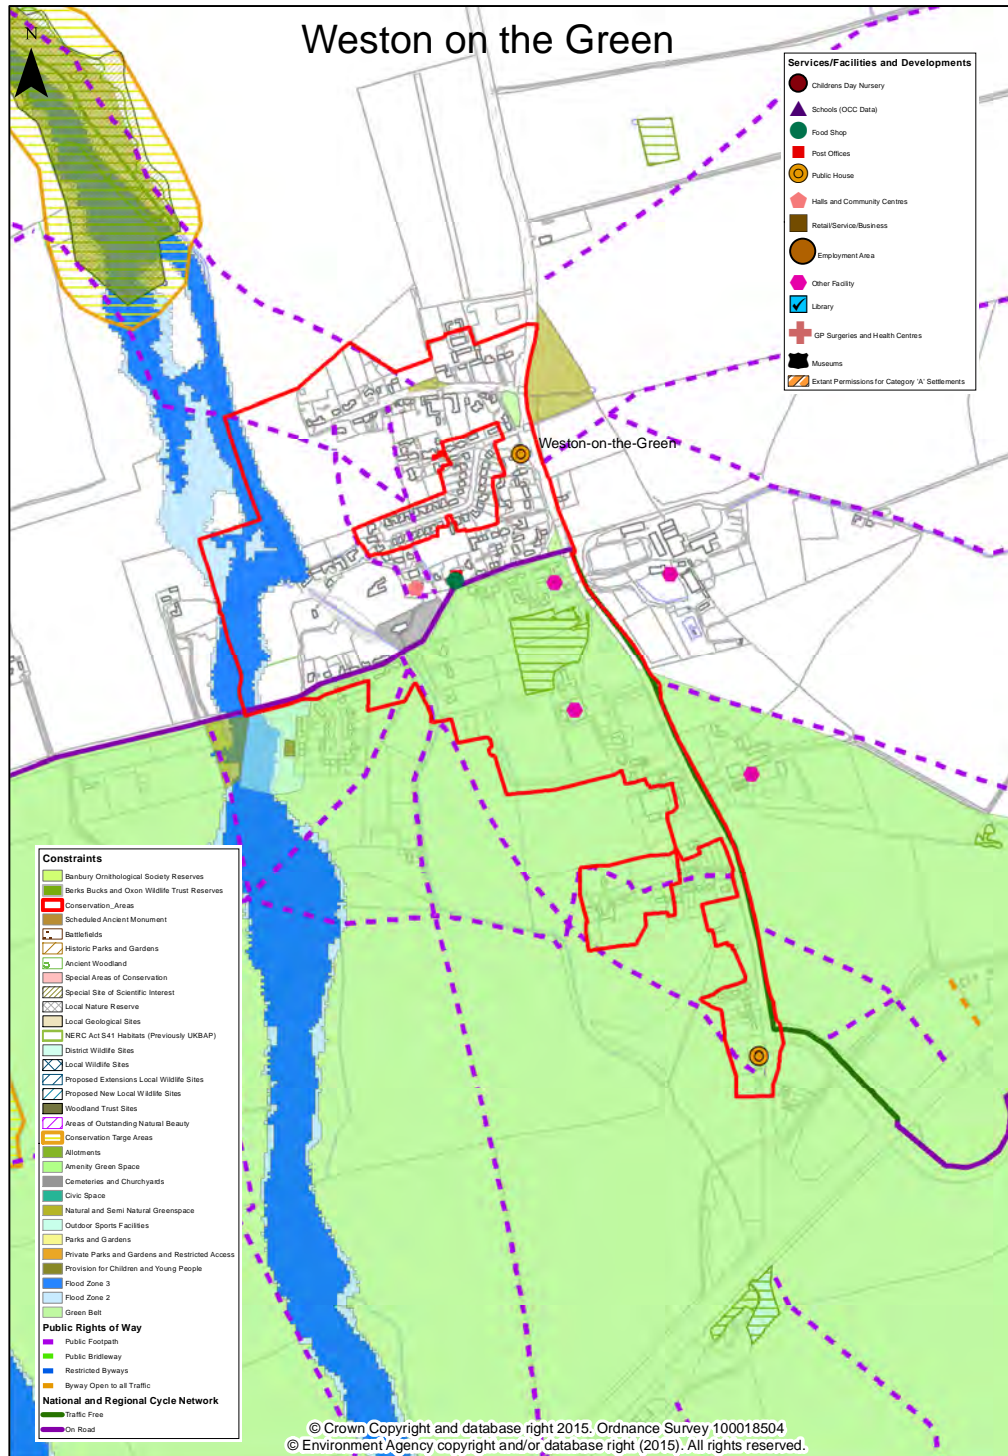 Weston on the Green
N
Services/Facilities and Developments
Childrens Day Nursery
Schools (OCC Data)
Food Shop
Post Offices
Public House
Halls and Community Centres
Retail/Service/Business
Employment Area
Other Facility
Library
GP Surgeries and Health Centres
Museums
Extant Permissions for Category 'A' Settlements
Weston-on-the-Green
Constraints
Banbury Ornithological Society Reserves
Berks Bucks and Oxon Wildlife Trust Reserves
Conservation_Areas
Scheduled Ancient Monument
Battlefields
Historic Parks and Gardens
Ancient Woodland
Special Areas of Conservation
Special Site of Scientific Interest
Local Nature Reserve
Local Geological Sites
NERC Act S41 Habitats (Previously UKBAP)
District Wildlife Sites
Local Wildlife Sites
Proposed Extensions Local Wildlife Sites
Proposed New Local Wildlife Sites
Woodland Trust Sites
Areas of Outstanding Natural Beauty
Conservation Targe Areas
Allotments
Amenity Green Space
Cemeteries and Churchyards
Civic Space
Natural and Semi Natural Greenspace
Outdoor Sports Facilities
Parks and Gardens
Private Parks and Gardens and Restricted Access
Provision for Children and Young People
Flood Zone 3
Flood Zone 2
Green Belt
Public Rights of Way
Public Footpath
Public Bridleway
Restricted Byways
Byway Open to all Traffic
National and Regional Cycle Network
Traffic Free
On Road
© Crown Copyright and database right 2015. Ordnance Survey 100018504
© Environment Agency copyright and/or database right (2015). All rights reserved.